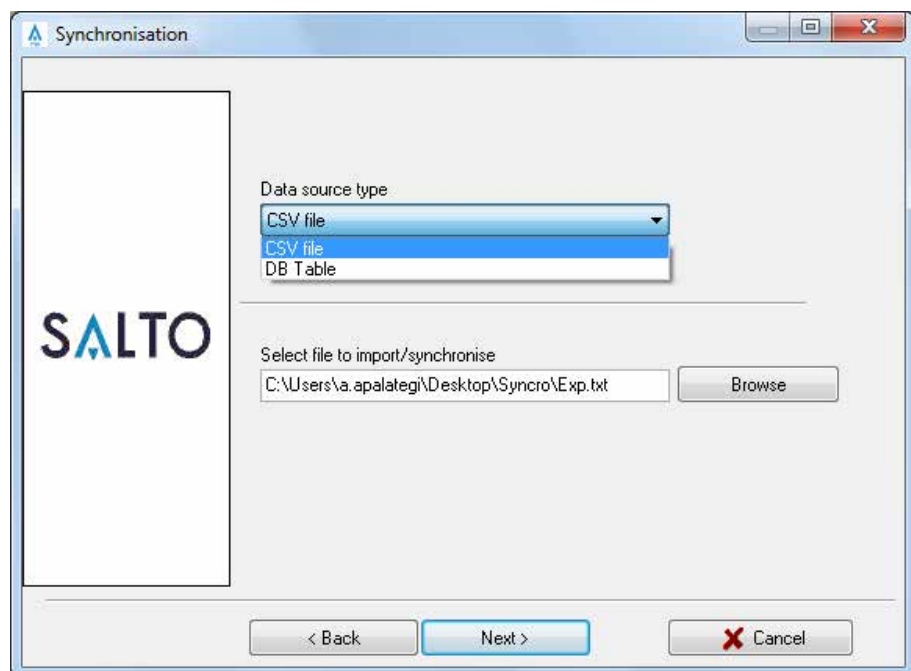 Synchronisation
Data source type
CSV file
CSV file
DB Table
SALTO
Select file to import/synchronise
C:\Users\a.apalategi\Desktop\Syncro\Exp.txt
Browse
< Back
Next >
Cancel